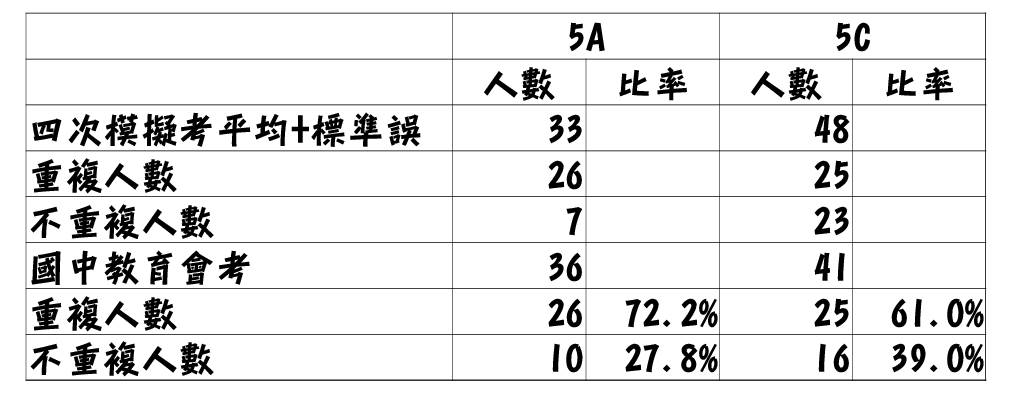 5A 5C
人數 比率 人數 比率
四次模擬考平均+標準誤 33 48
重複人數 26 25
不重複人數 7 23
國中教育會考 36 41
重複人數 26 72.2% 25 61.0%
不重複人數 10 27.8% 16 39.0%